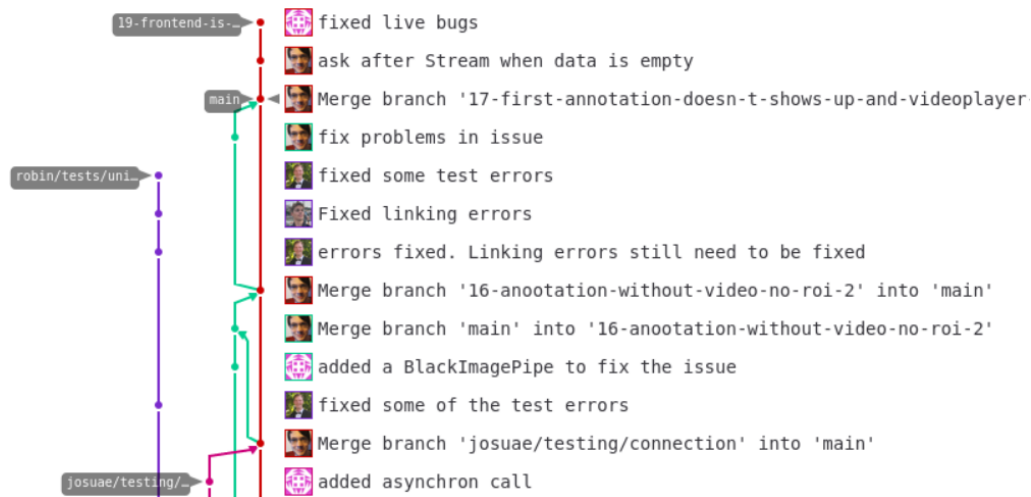 19-frontend-is-… fixed live bugs
ask after Stream when data is empty
main Merge branch '17-first-annotation-doesn-t-shows-up-and-videoplayer-
fix problems in issue
robin/tests/uni… fixed some test errors
Fixed linking errors
errors fixed. Linking errors still need to be fixed
Merge branch '16-anootation-without-video-no-roi-2' into 'main'
Merge branch 'main' into '16-anootation-without-video-no-roi-2'
added a BlackImagePipe to fix the issue
fixed some of the test errors
Merge branch 'josuae/testing/connection' into 'main'
josuae/testing/… added asynchron call